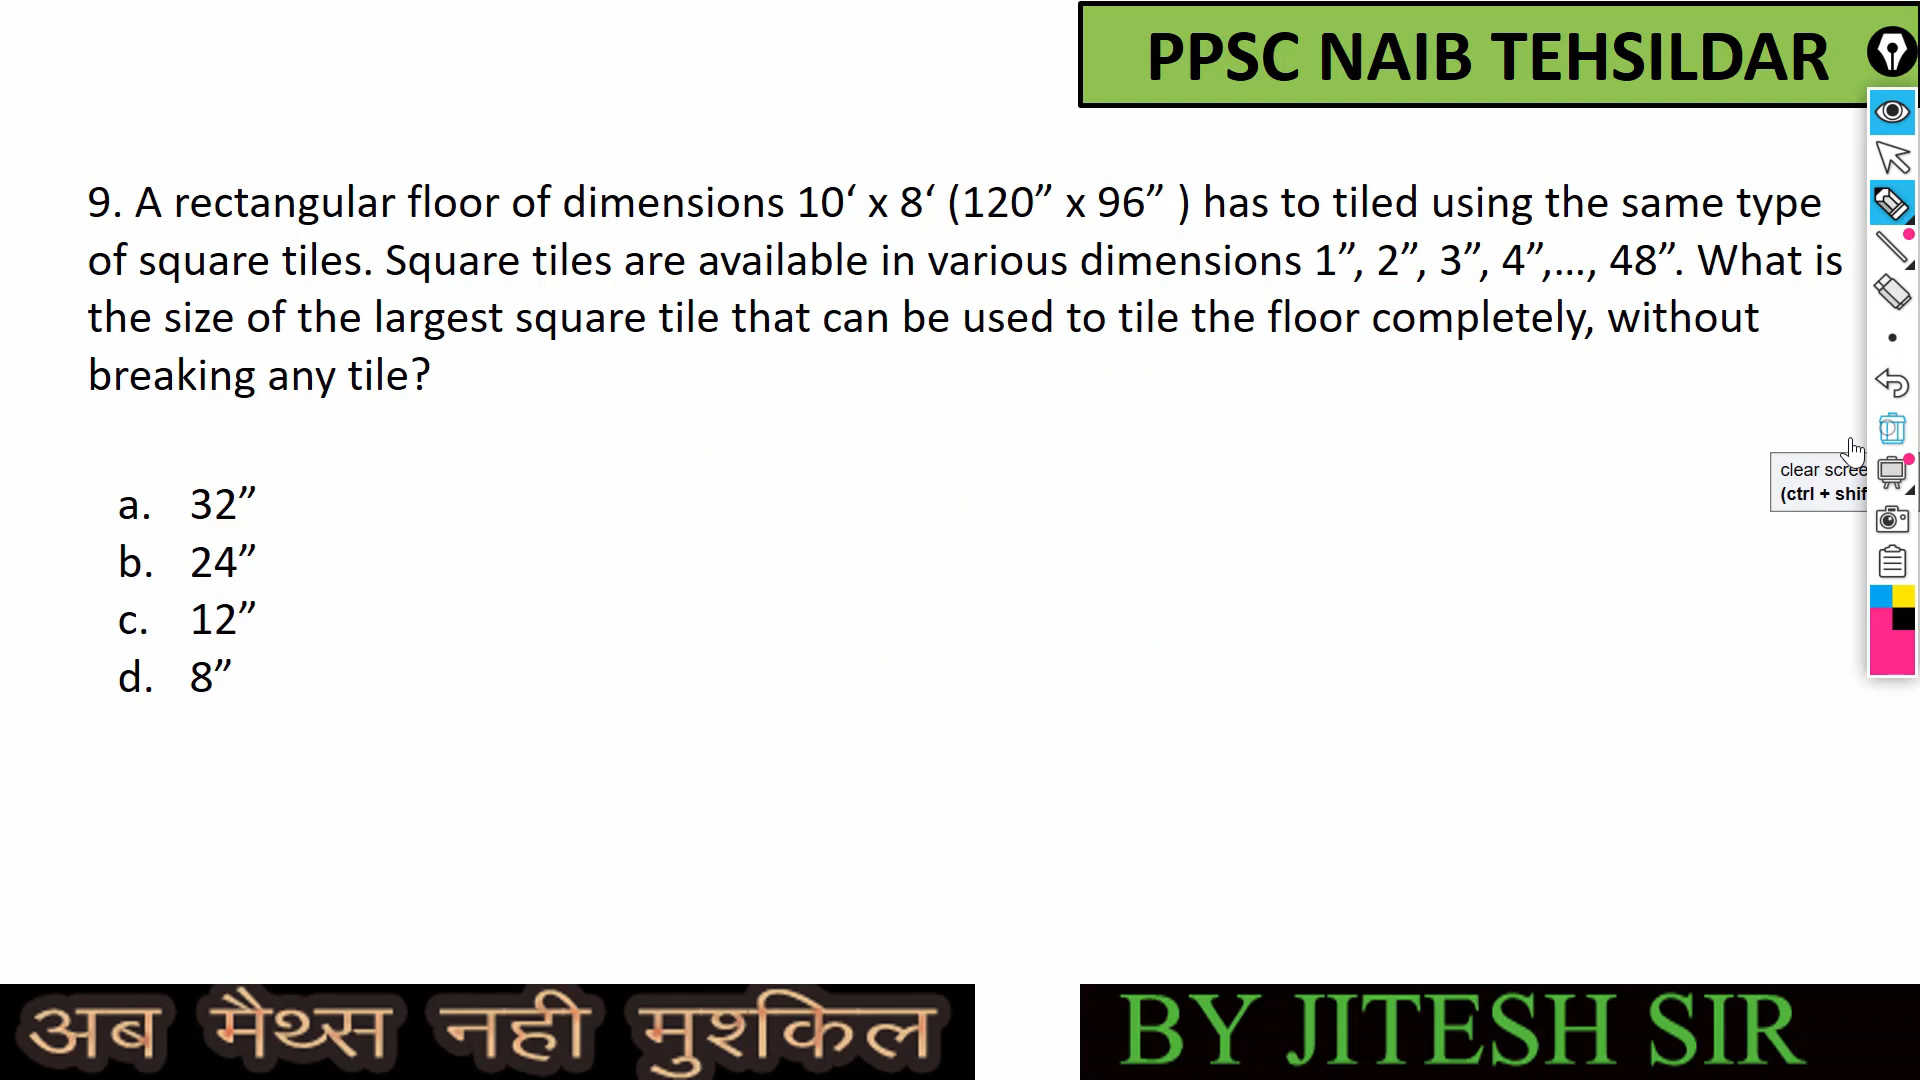 PPSC NAIB TEHSILDAR
9. A rectangular floor of dimensions 10‘ x 8‘ (120” x 96” ) has to tiled using the same type
of square tiles. Square tiles are available in various dimensions 1”, 2”, 3”, 4”,..., 48”. What is
the size of the largest square tile that can be used to tile the floor completely, without
breaking any tile?
clear scree
(ctrl + shif
a. 32”
b. 24”
c. 12”
d. 8”
अब मैथ्स नही मुश्किल
BY JITESH SIR